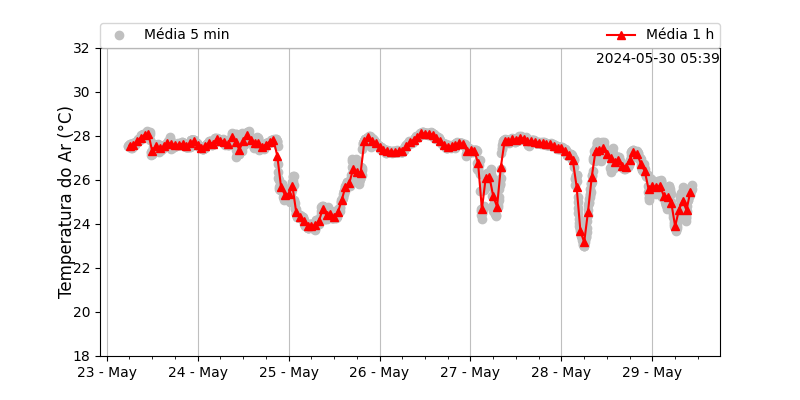 Média 5 min
Média 1 h
2024-05-30 05:39
Temperatura do Ar (°C)
32
30
28
26
24
22
20
18
23 - May
24 - May
25 - May
26 - May
27 - May
28 - May
29 - May